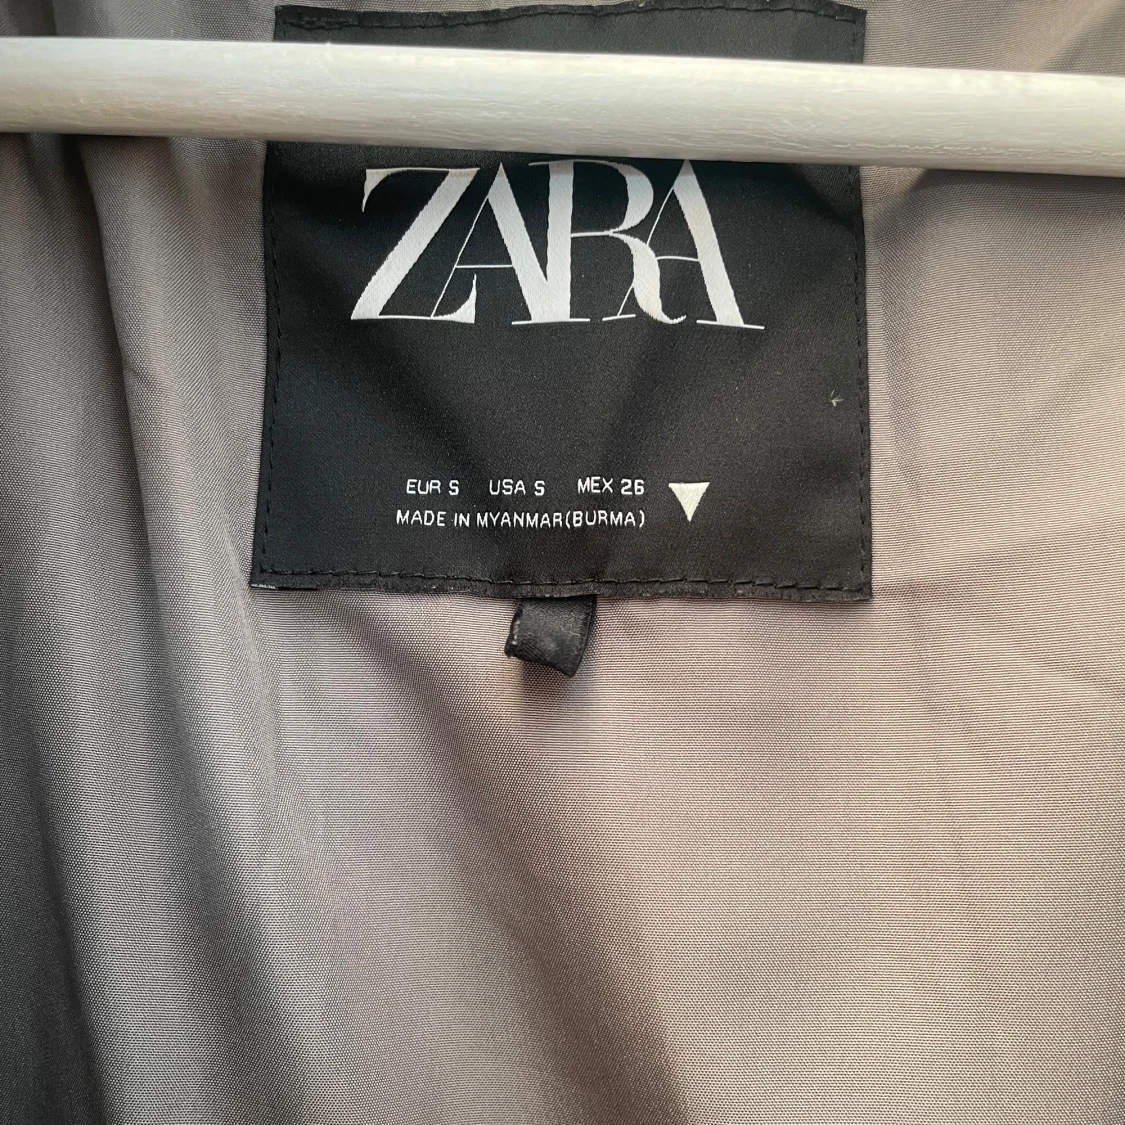 ZARA
EUR S USA S MEX 26
MADE IN MYANMAR(BURMA)